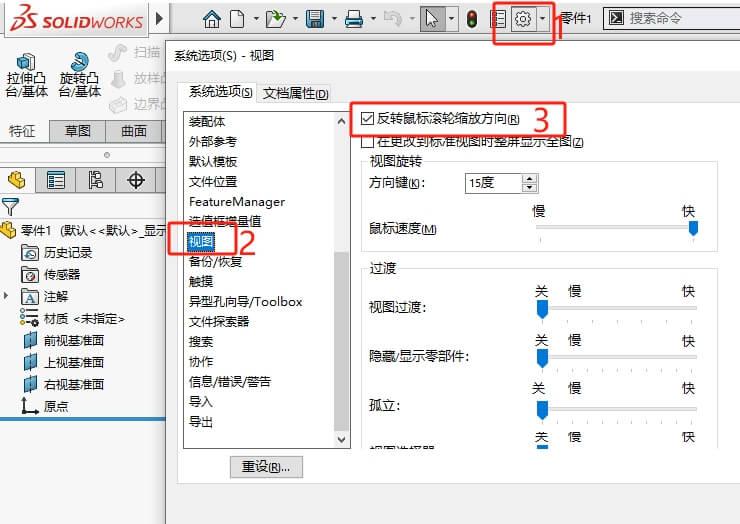 SOLIDWORKS
1
零件1
搜索命令
拉伸凸台/基体
旋转凸台/基体
扫描
放样凸
边界凸
特征
草图
曲面
零件1 (默认<<默认>_显示
历史记录
传感器
注解
材质 <未指定>
前视基准面
上视基准面
右视基准面
原点
系统选项(S) - 视图
系统选项(S)
文档属性(D)
装配体
外部参考
默认模板
文件位置
FeatureManager
选值框增量值
视图
2
备份/恢复
触摸
异型孔向导/Toolbox
文件探索器
搜索
协作
信息/错误/警告
导入
导出
重设(R)...
反转鼠标滚轮缩放方向(R)
3
在更改到标准视图时整屏显示全图(Z)
视图旋转
方向键(K):
15度
慢
快
鼠标速度(M)
过渡
关 慢 快
视图过渡:
关 慢 快
隐藏/显示零部件:
关 慢 快
孤立:
关 慢 快